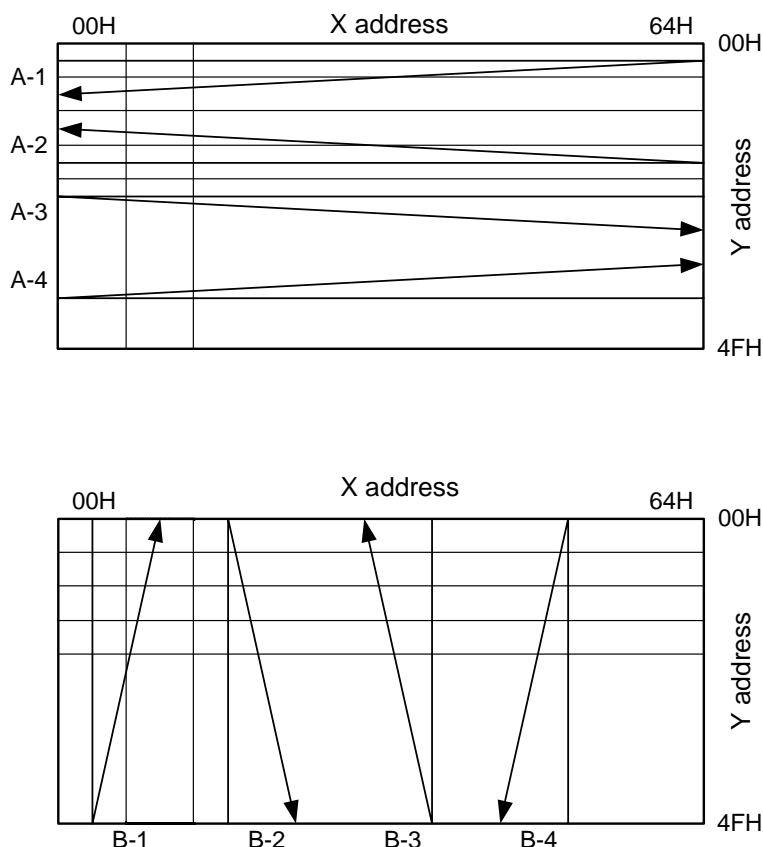 00H X address 64H
00H
A-1
A-2
Y address
A-3
A-4
4FH
00H X address 64H
00H
Y address
4FH
B-1 B-2 B-3 B-4